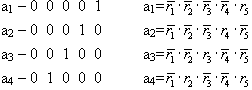 a₁ – 0 0 0 0 1 a₁=r̅₁·r̅₂·r̅₃·r̅₄·r₅
a₂ – 0 0 0 1 0 a₂=r̅₁·r̅₂·r̅₃·r₄·r̅₅
a₃ – 0 0 1 0 0 a₃=r̅₁·r̅₂·r₃·r̅₄·r̅₅
a₄ – 0 1 0 0 0 a₄=r̅₁·r₂·r̅₃·r̅₄·r̅₅